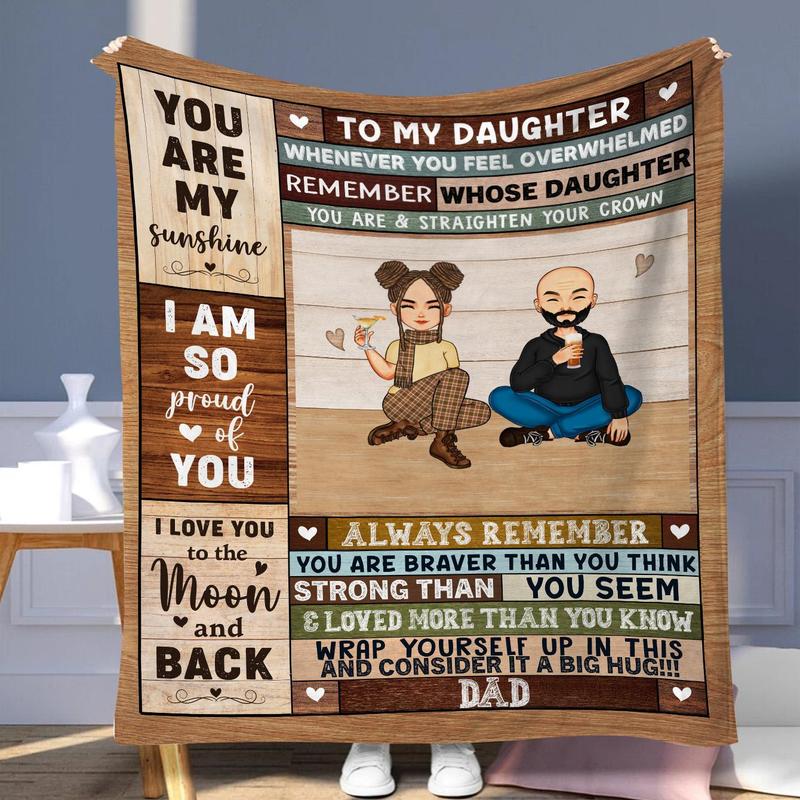 YOU
ARE
MY
sunshine
I AM
SO
proud
of
YOU
I LOVE YOU
to the
Moon
and
BACK
TO MY DAUGHTER
WHENEVER YOU FEEL OVERWHELMED
REMEMBER WHOSE DAUGHTER
YOU ARE & STRAIGHTEN YOUR CROWN
ALWAYS REMEMBER
YOU ARE BRAVER THAN YOU THINK
STRONG THAN YOU SEEM
& LOVED MORE THAN YOU KNOW
WRAP YOURSELF UP IN THIS
AND CONSIDER IT A BIG HUG!!!
DAD